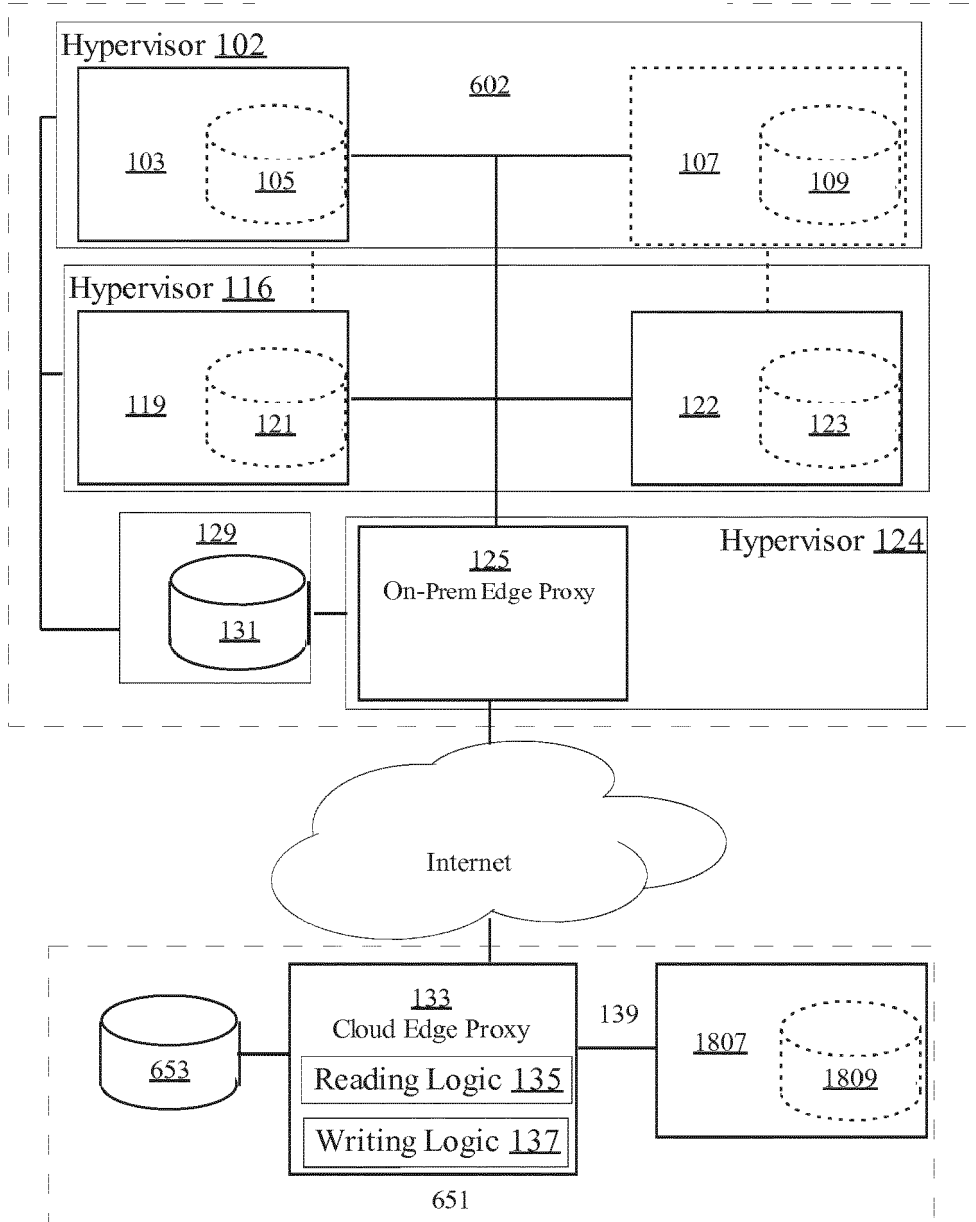 Hypervisor 102
602
103
105
107
109
Hypervisor 116
119
121
122
123
129
131
125
On-Prem Edge Proxy
Hypervisor 124
Internet
653
133
Cloud Edge Proxy
Reading Logic 135
Writing Logic 137
139
1807
1809
651